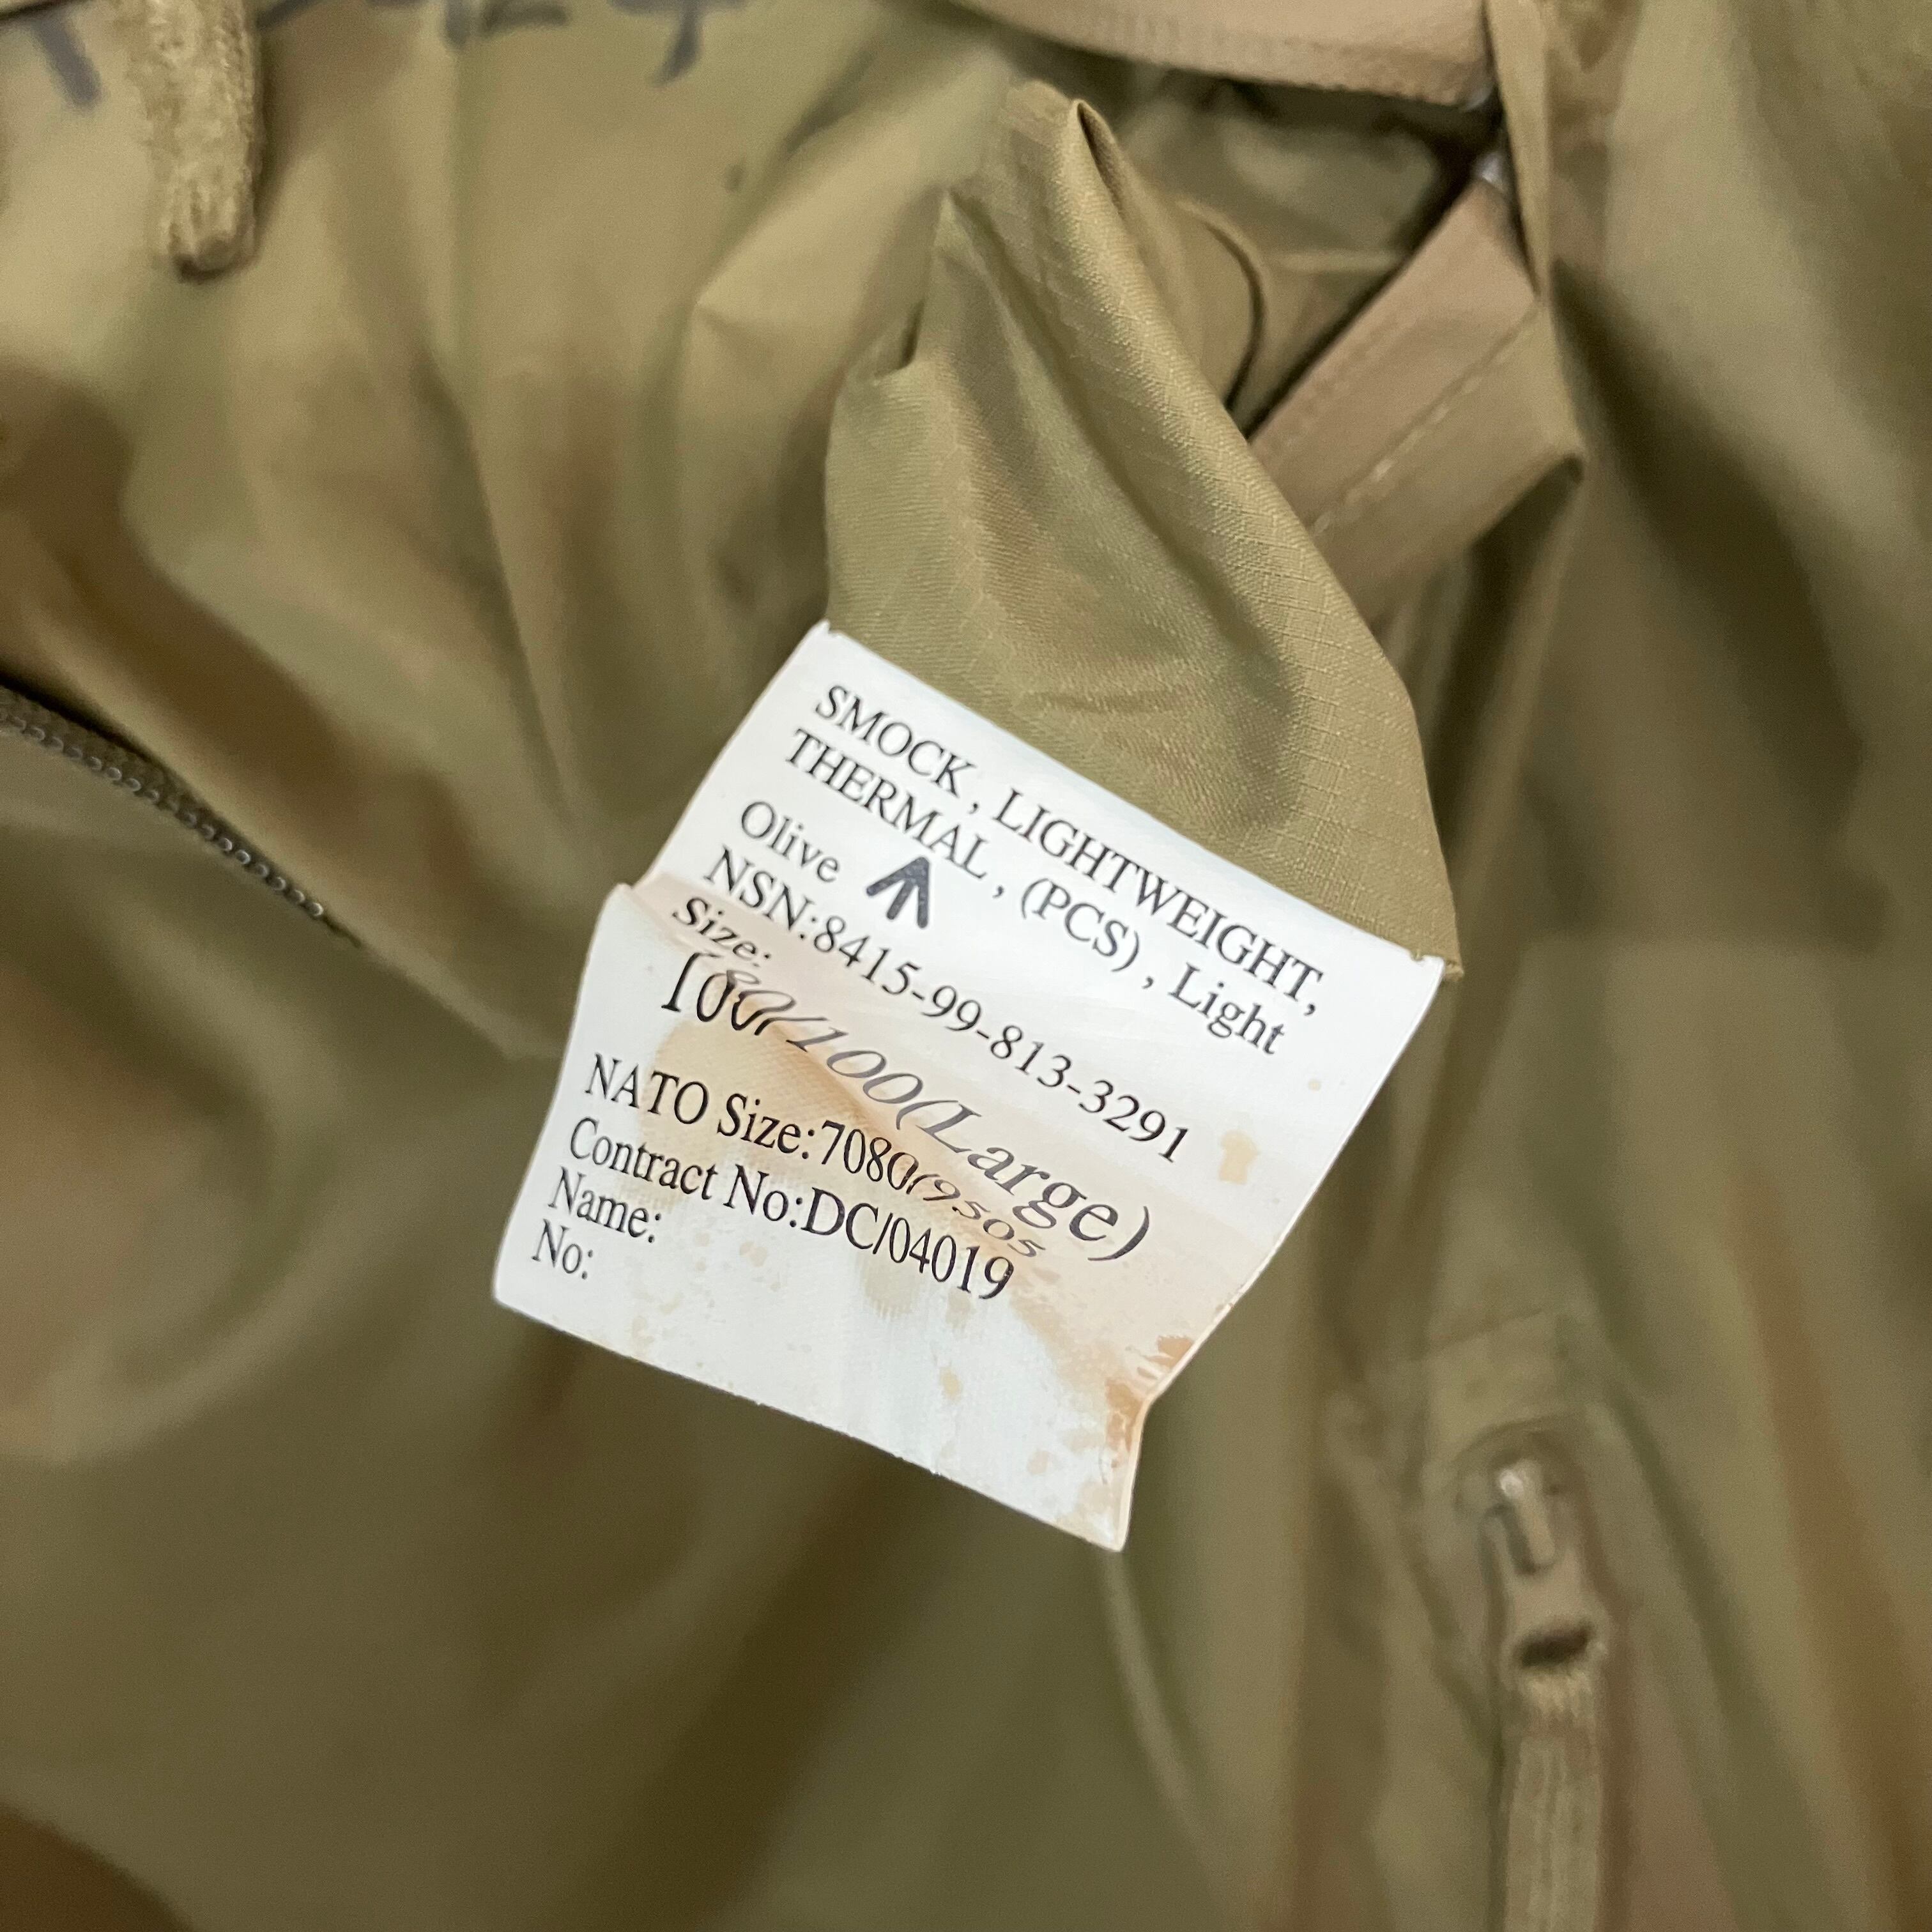 SMOCK, LIGHTWEIGHT,
THERMAL, (PCS), Light
Olive
NSN:8415-99-813-3291
Size:
180/100(Large)
NATO Size:7080/9505
Contract No:DC/04019
Name:
No: